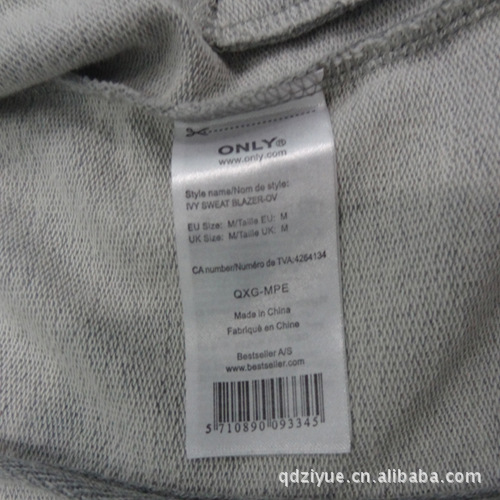 ONLY®
www.only.com
Style name/Nom de style:
IVY SWEAT BLAZER-OV
EU Size: M/Taille EU: M
UK Size: M/Taille UK: M
CA number/Numéro de TVA:4264134
QXG-MPE
Made in China
Fabriqué en Chine
Bestseller A/S
www.bestseller.com
5 710890 093345
qdziyue.cn.alibaba.com